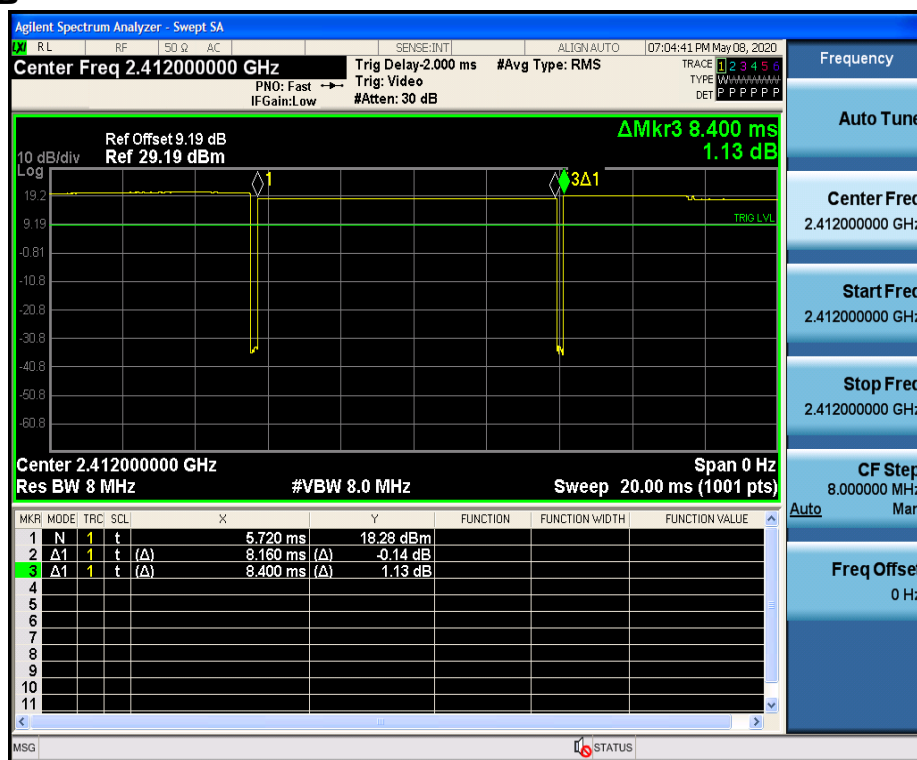 Agilent Spectrum Analyzer - Swept SA
LXI RL RF 50 Ω AC SENSE:INT ALIGN AUTO 07:04:41 PM May 08, 2020
Center Freq 2.412000000 GHz
PNO: Fast
IFGain:Low
Trig Delay-2.000 ms
Trig: Video
#Atten: 30 dB
#Avg Type: RMS
TRACE 1 2 3 4 5 6
TYPE WWWWWW
DET P P P P P P
Ref Offset 9.19 dB
10 dB/div Ref 29.19 dBm
Log
ΔMkr3 8.400 ms
1.13 dB
1
3Δ1
19.2
9.19
TRIG LVL
-0.81
-10.8
-20.8
-30.8
-40.8
-50.8
-60.8
Center 2.412000000 GHz Span 0 Hz
Res BW 8 MHz #VBW 8.0 MHz Sweep 20.00 ms (1001 pts)
MKR MODE TRC SCL X Y FUNCTION FUNCTION WIDTH FUNCTION VALUE
1 N 1 t 5.720 ms 18.28 dBm
2 Δ1 1 t (Δ) 8.160 ms (Δ) -0.14 dB
3 Δ1 1 t (Δ) 8.400 ms (Δ) 1.13 dB
4
5
6
7
8
9
10
11
MSG STATUS
Frequency
Auto Tune
Center Freq
2.412000000 GHz
Start Freq
2.412000000 GHz
Stop Freq
2.412000000 GHz
CF Step
8.000000 MHz
Auto Man
Freq Offset
0 Hz